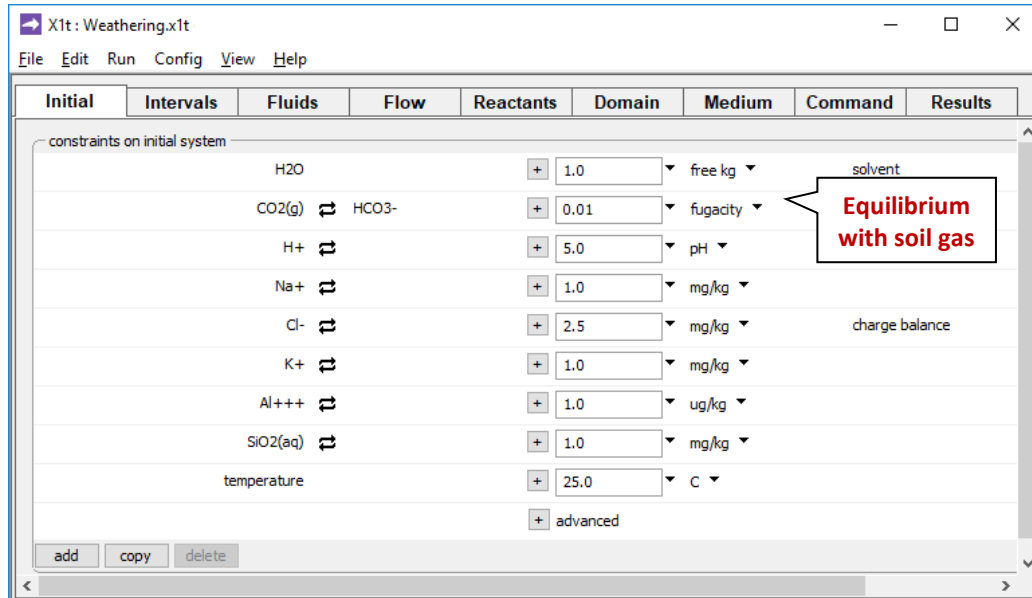 X1t : Weathering.x1t
File Edit Run Config View Help
Initial Intervals Fluids Flow Reactants Domain Medium Command Results
constraints on initial system
H2O + 1.0 free kg solvent
CO2(g) HCO3- + 0.01 fugacity
Equilibrium
with soil gas
H+ + 5.0 pH
Na+ + 1.0 mg/kg
Cl- + 2.5 mg/kg charge balance
K+ + 1.0 mg/kg
Al+++ + 1.0 ug/kg
SiO2(aq) + 1.0 mg/kg
temperature + 25.0 C
+ advanced
add copy delete